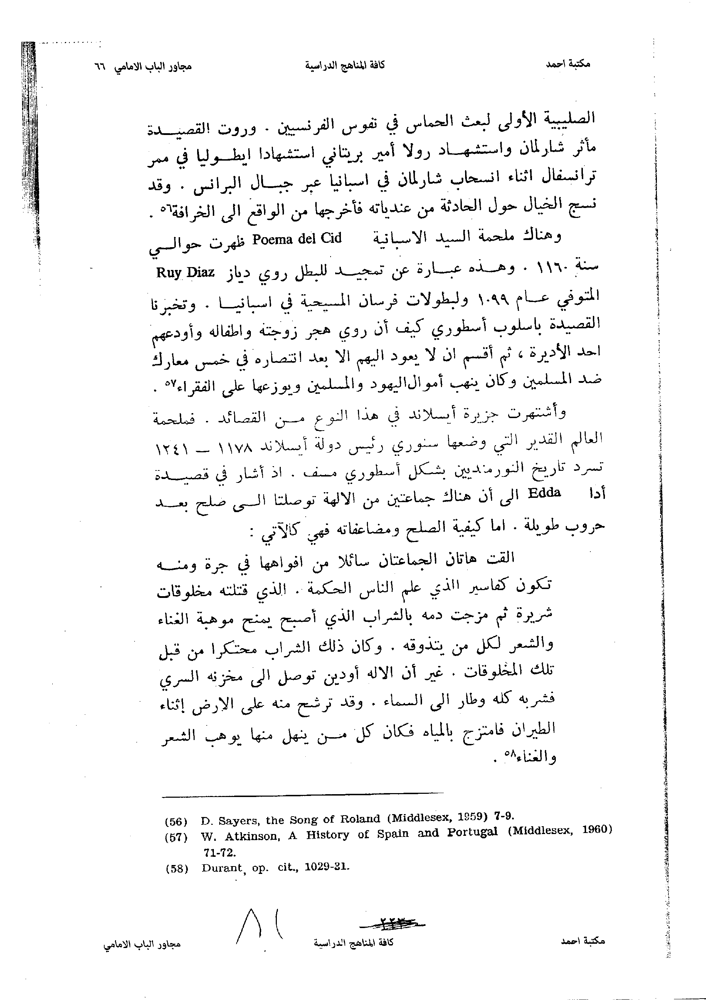 مكتبة احمد كافة المناهج الدراسية مجاور الباب الامامي ٦٦
الصليبية الأولى لبعث الحماس في نفوس الفرنسيين . وروت القصيدة
مأثر شارلمان واستشهاد رولا أمير بريتاني استشهادا ايطوليا في ممر
ترانسفال اثناء انسحاب شارلمان في اسبانيا عبر جبال البرانس . وقد
نسج الخيال حول الحادثة من عندياته فأخرجها من الواقع الى الخرافة٥٦ .
وهناك ملحمة السيد الاسبانية Poema del Cid ظهرت حوالي
سنة ١١٦٠ . وهذه عبارة عن تمجيد للبطل روي دياز Ruy Diaz
المتوفي عام ١٠٩٩ ولبطولات فرسان المسيحية في اسبانيا . وتخبرنا
القصيدة باسلوب أسطوري كيف أن روي هجر زوجته واطفاله وأودعهم
احد الأديرة ، ثم أقسم ان لا يعود اليهم الا بعد انتصاره في خمس معارك
ضد المسلمين وكان ينهب أموال اليهود والمسلمين ويوزعها على الفقراء٥٧ .
وأشتهرت جزيرة أيسلاند في هذا النوع من القصائد . فملحمة
العالم القدير التي وضعها سنوري رئيس دولة أيسلاند ١١٧٨ – ١٢٤١
تسرد تاريخ النورمنديين بشكل أسطوري مسف . اذ أشار في قصيدة
أدا Edda الى أن هناك جماعتين من الالهة توصلتا الى صلح بعد
حروب طويلة . اما كيفية الصلح ومضاعفاته فهي كالآتي :
القت هاتان الجماعتان سائلا من افواهها في جرة ومنه
تكون كفاسير الذي علم الناس الحكمة . الذي قتلته مخلوقات
شريرة ثم مزجت دمه بالشراب الذي أصبح يمنح موهبة الغناء
والشعر لكل من يتذوقه . وكان ذلك الشراب محتكرا من قبل
تلك المخلوقات . غير أن الاله أودين توصل الى مخزنه السري
فشربه كله وطار الى السماء . وقد ترشح منه على الارض إثناء
الطيران فامتزج بالمياه فكان كل من ينهل منها يوهب الشعر
والغناء٥٨ .
(56) D. Sayers, the Song of Roland (Middlesex, 1959) 7-9.
(57) W. Atkinson, A History of Spain and Portugal (Middlesex, 1960)
71-72.
(58) Durant, op. cit., 1029-31.
٨١
مكتبة احمد كافة المناهج الدراسية مجاور الباب الامامي